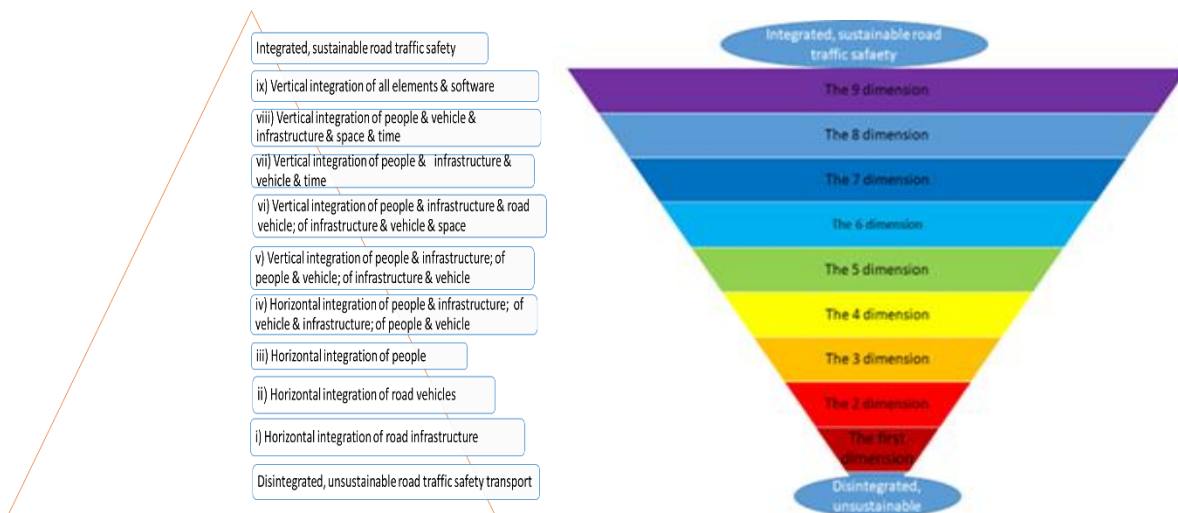 Integrated, sustainable road traffic safety
ix) Vertical integration of all elements & software
viii) Vertical integration of people & vehicle &
infrastructure & space & time
vii) Vertical integration of people & infrastructure &
vehicle & time
vi) Vertical integration of people & infrastructure & road
vehicle; of infrastructure & vehicle & space
v) Vertical integration of people & infrastructure; of
people & vehicle; of infrastructure & vehicle
iv) Horizontal integration of people & infrastructure; of
vehicle & infrastructure; of people & vehicle
iii) Horizontal integration of people
ii) Horizontal integration of road vehicles
i) Horizontal integration of road infrastructure
Disintegrated, unsustainable road traffic safety transport
Integrated, sustainable road
traffic safaety
The 9 dimension
The 8 dimension
The 7 dimension
The 6 dimension
The 5 dimension
The 4 dimension
The 3 dimension
The 2 dimension
The first
dimension
Disintegrated,
unsustainable